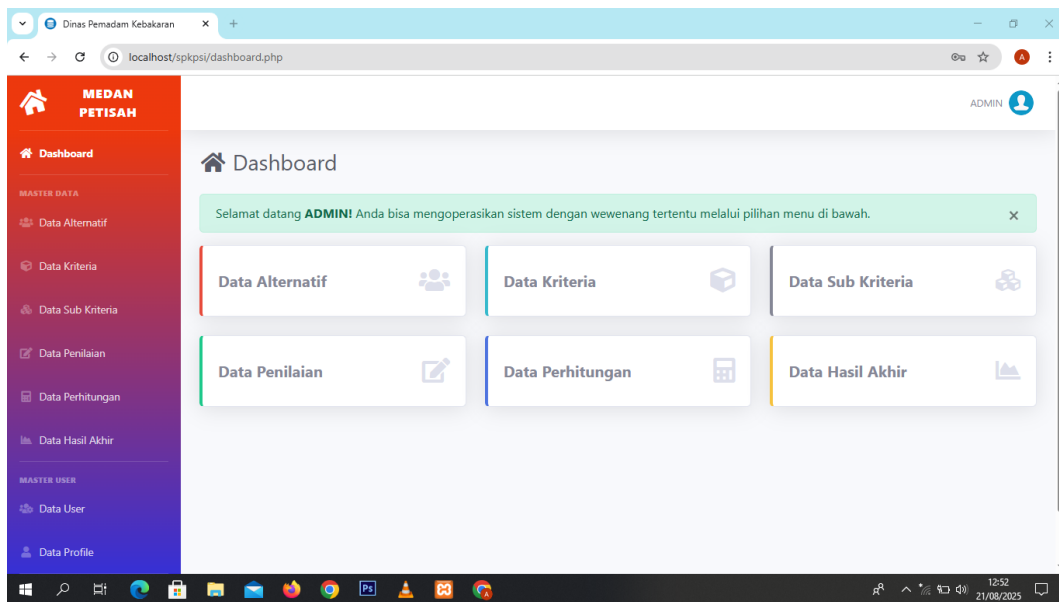 Dinas Pemadam Kebakaran
localhost/spkpsi/dashboard.php
A
MEDAN
PETISAH
ADMIN
Dashboard
MASTER DATA
Data Alternatif
Data Kriteria
Data Sub Kriteria
Data Penilaian
Data Perhitungan
Data Hasil Akhir
MASTER USER
Data User
Data Profile
Dashboard
Selamat datang ADMIN! Anda bisa mengoperasikan sistem dengan wewenang tertentu melalui pilihan menu di bawah.
Data Alternatif
Data Kriteria
Data Sub Kriteria
Data Penilaian
Data Perhitungan
Data Hasil Akhir
Ps
12:52
21/08/2025